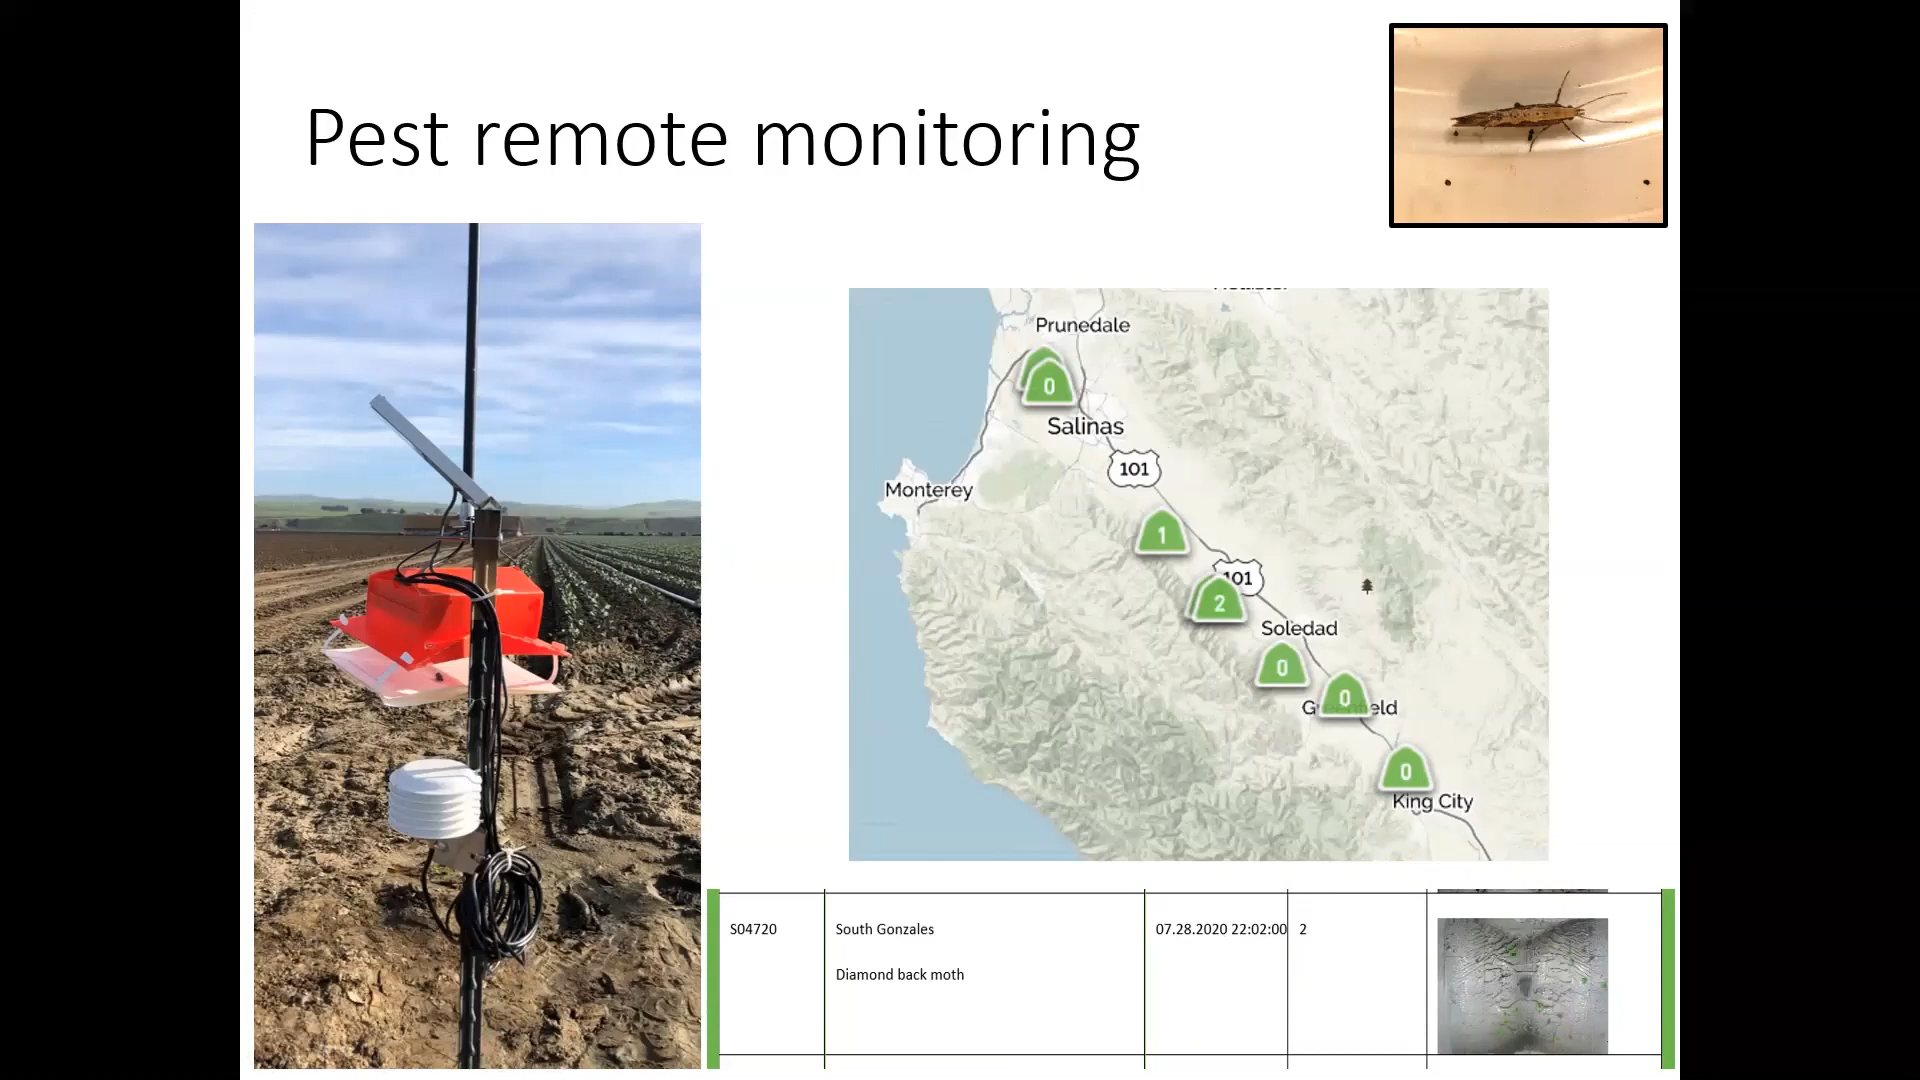 Pest remote monitoring
Prunedale
0
Salinas
101
Monterey
1
101
2
Soledad
0
0
King City
0
S04720
South Gonzales
07.28.2020 22:02:00
2
Diamond back moth